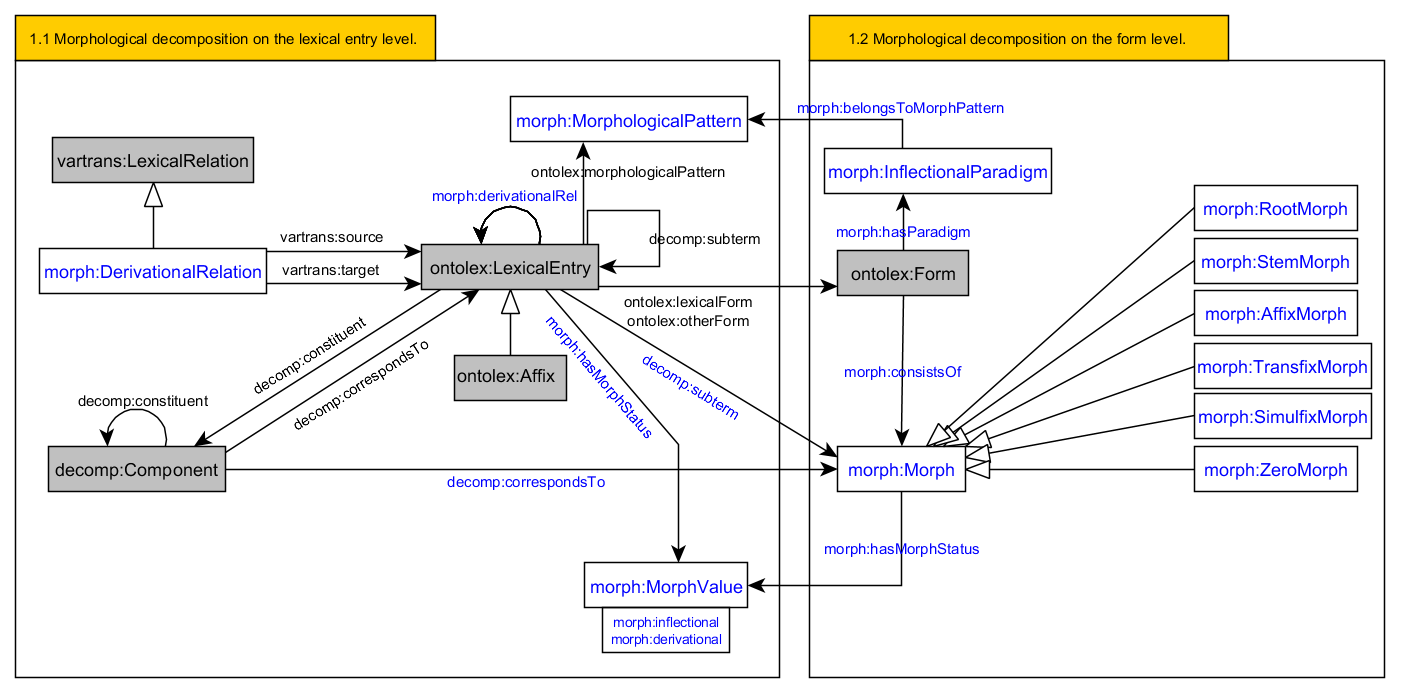 1.1 Morphological decomposition on the lexical entry level.
1.2 Morphological decomposition on the form level.
morph:MorphologicalPattern
morph:belongsToMorphPattern
vartrans:LexicalRelation
ontolex:morphologicalPattern
morph:InflectionalParadigm
morph:derivationalRel
morph:RootMorph
vartrans:source
decomp:subterm
morph:hasParadigm
morph:DerivationalRelation
vartrans:target
ontolex:LexicalEntry
ontolex:Form
morph:StemMorph
ontolex:lexicalForm
ontolex:otherForm
morph:AffixMorph
decomp:constituent
decomp:correspondsTo
ontolex:Affix
morph:hasMorphStatus
decomp:subterm
morph:consistsOf
morph:TransfixMorph
decomp:constituent
morph:SimulfixMorph
decomp:Component
decomp:correspondsTo
morph:Morph
morph:ZeroMorph
morph:hasMorphStatus
morph:MorphValue
morph:inflectional
morph:derivational